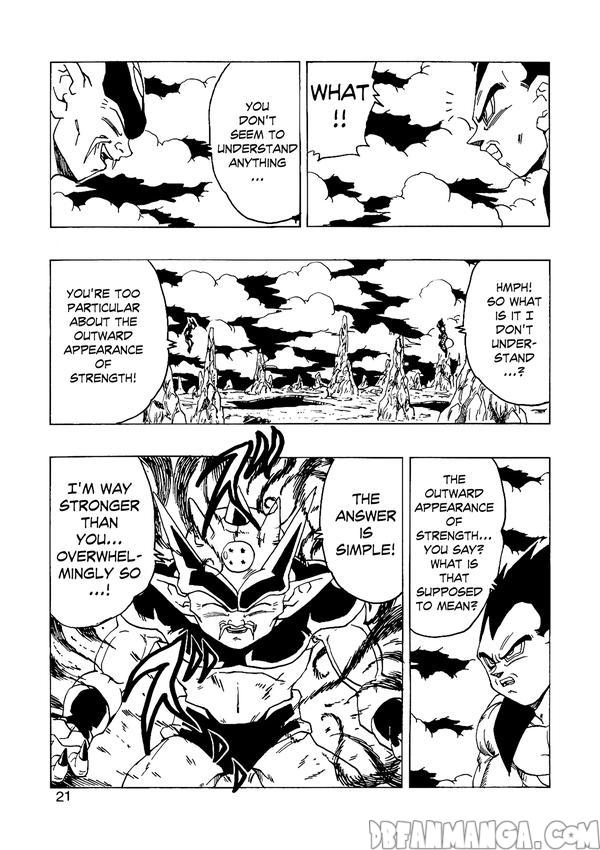 WHAT
!!
YOU
DON'T
SEEM TO
UNDERSTAND
ANYTHING
...
HMPH!
SO WHAT
IS IT I
DON'T
UNDER-
STAND
...?
YOU'RE TOO
PARTICULAR
ABOUT THE
OUTWARD
APPEARANCE
OF
STRENGTH!
THE
OUTWARD
APPEARANCE
OF
STRENGTH...
YOU SAY?
WHAT IS
THAT
SUPPOSED
TO MEAN?
THE
ANSWER
IS
SIMPLE!
I'M WAY
STRONGER
THAN
YOU...
OVERWHEL-
MINGLY SO
...!
21
DBFANMANGA.COM